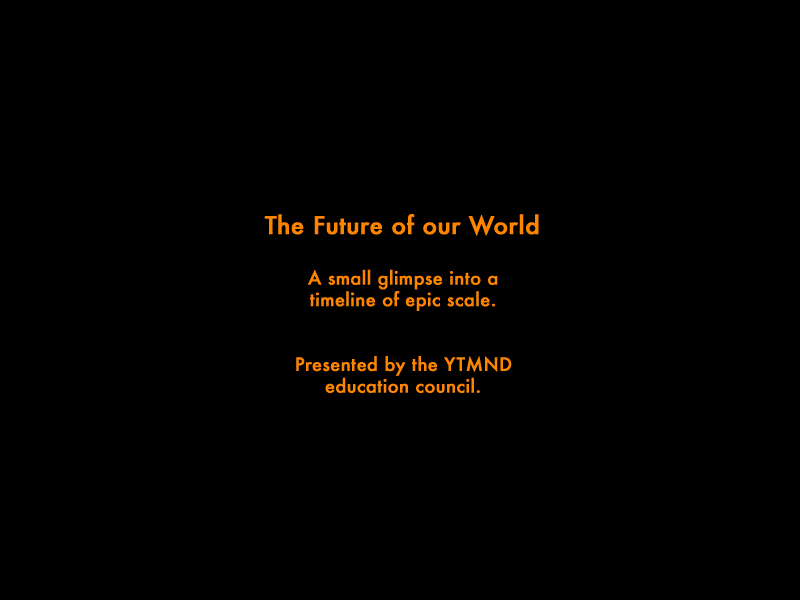 The Future of our World
A small glimpse into a
timeline of epic scale.
Presented by the YTMND
education council.